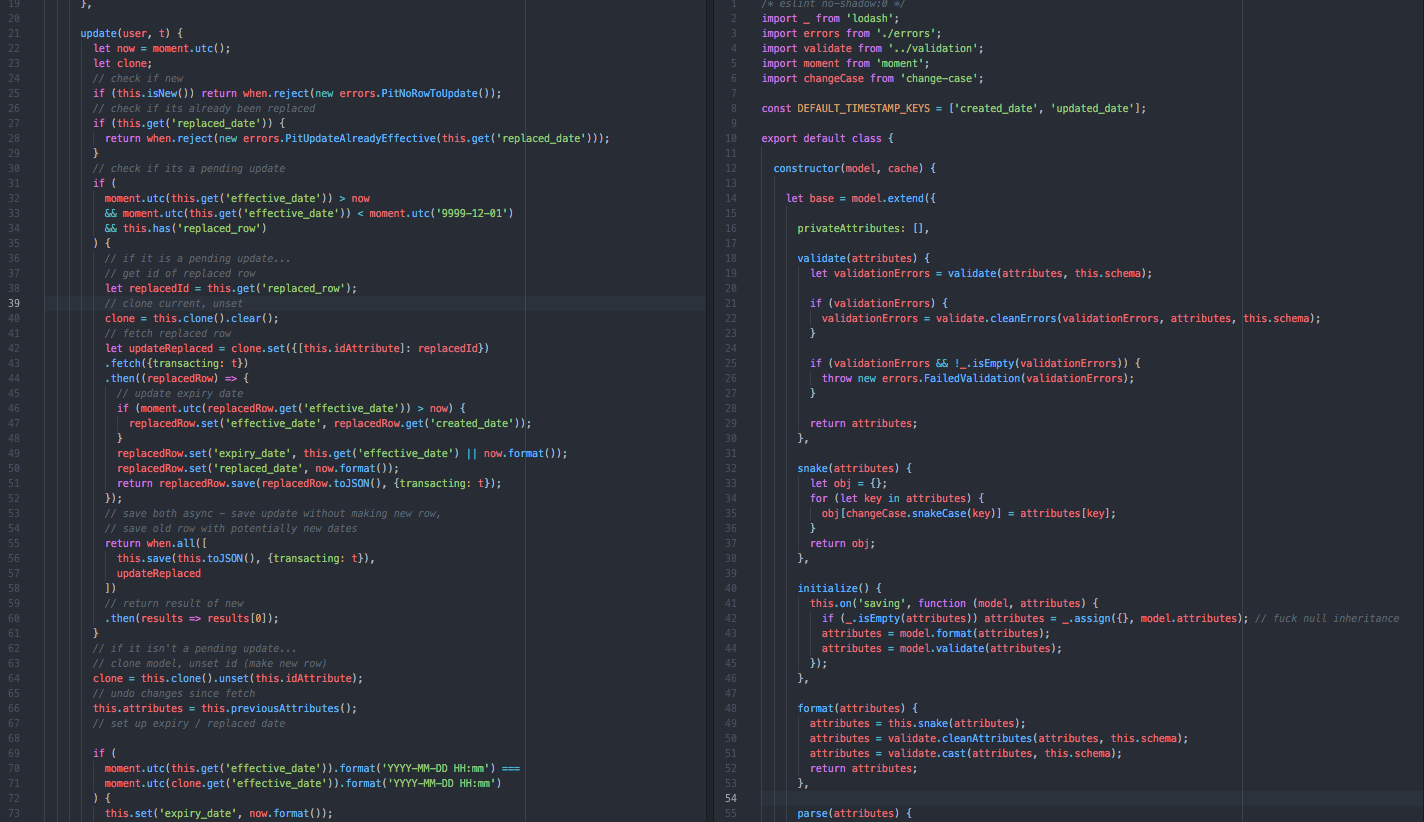 19 },
20
21 update(user, t) {
22 let now = moment.utc();
23 let clone;
24 // check if new
25 if (this.isNew()) return when.reject(new errors.PitNoRowToUpdate());
26 // check if its already been replaced
27 if (this.get('replaced_date')) {
28 return when.reject(new errors.PitUpdateAlreadyEffective(this.get('replaced_date')));
29 }
30 // check if its a pending update
31 if (
32 moment.utc(this.get('effective_date')) > now
33 && moment.utc(this.get('effective_date')) < moment.utc('9999-12-01')
34 && this.has('replaced_row')
35 ) {
36 // if it is a pending update...
37 // get id of replaced row
38 let replacedId = this.get('replaced_row');
39 // clone current, unset
40 clone = this.clone().clear();
41 // fetch replaced row
42 let updateReplaced = clone.set({[this.idAttribute]: replacedId})
43 .fetch({transacting: t})
44 .then((replacedRow) => {
45 // update expiry date
46 if (moment.utc(replacedRow.get('effective_date')) > now) {
47 replacedRow.set('effective_date', replacedRow.get('created_date'));
48 }
49 replacedRow.set('expiry_date', this.get('effective_date') || now.format());
50 replacedRow.set('replaced_date', now.format());
51 return replacedRow.save(replacedRow.toJSON(), {transacting: t});
52 });
53 // save both async – save update without making new row,
54 // save old row with potentially new dates
55 return when.all([
56 this.save(this.toJSON(), {transacting: t}),
57 updateReplaced
58 ])
59 // return result of new
60 .then(results => results[0]);
61 }
62 // if it isn't a pending update...
63 // clone model, unset id (make new row)
64 clone = this.clone().unset(this.idAttribute);
65 // undo changes since fetch
66 this.attributes = this.previousAttributes();
67 // set up expiry / replaced date
68
69 if (
70 moment.utc(this.get('effective_date')).format('YYYY-MM-DD HH:mm') ===
71 moment.utc(clone.get('effective_date')).format('YYYY-MM-DD HH:mm')
72 ) {
73 this.set('expiry_date', now.format());
1 /* eslint no-shadow:0 */
2 import _ from 'lodash';
3 import errors from './errors';
4 import validate from '../validation';
5 import moment from 'moment';
6 import changeCase from 'change-case';
7
8 const DEFAULT_TIMESTAMP_KEYS = ['created_date', 'updated_date'];
9
10 export default class {
11
12 constructor(model, cache) {
13
14 let base = model.extend({
15
16 privateAttributes: [],
17
18 validate(attributes) {
19 let validationErrors = validate(attributes, this.schema);
20
21 if (validationErrors) {
22 validationErrors = validate.cleanErrors(validationErrors, attributes, this.schema);
23 }
24
25 if (validationErrors && !_.isEmpty(validationErrors)) {
26 throw new errors.FailedValidation(validationErrors);
27 }
28
29 return attributes;
30 },
31
32 snake(attributes) {
33 let obj = {};
34 for (let key in attributes) {
35 obj[changeCase.snakeCase(key)] = attributes[key];
36 }
37 return obj;
38 },
39
40 initialize() {
41 this.on('saving', function (model, attributes) {
42 if (_.isEmpty(attributes)) attributes = _.assign({}, model.attributes); // fuck null inheritance
43 attributes = model.format(attributes);
44 attributes = model.validate(attributes);
45 });
46 },
47
48 format(attributes) {
49 attributes = this.snake(attributes);
50 attributes = validate.cleanAttributes(attributes, this.schema);
51 attributes = validate.cast(attributes, this.schema);
52 return attributes;
53 },
54
55 parse(attributes) {